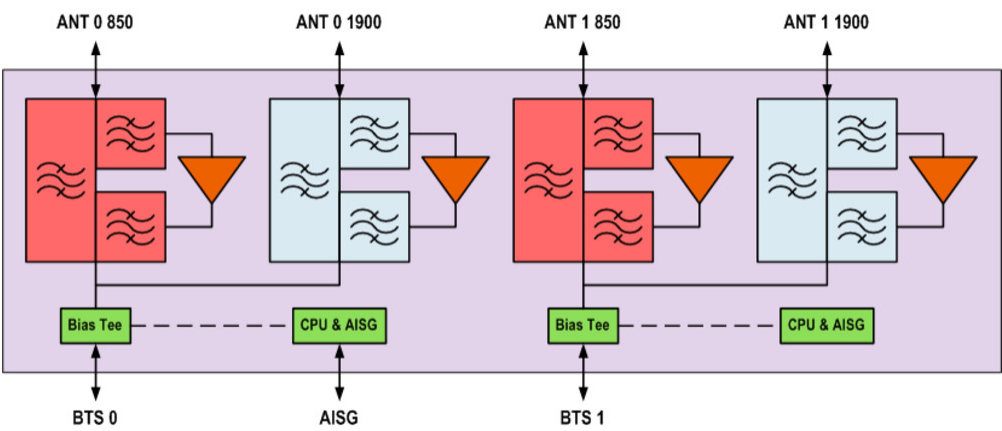 ANT 0 850
ANT 0 1900
ANT 1 850
ANT 1 1900
Bias Tee
CPU & AISG
Bias Tee
CPU & AISG
BTS 0
AISG
BTS 1